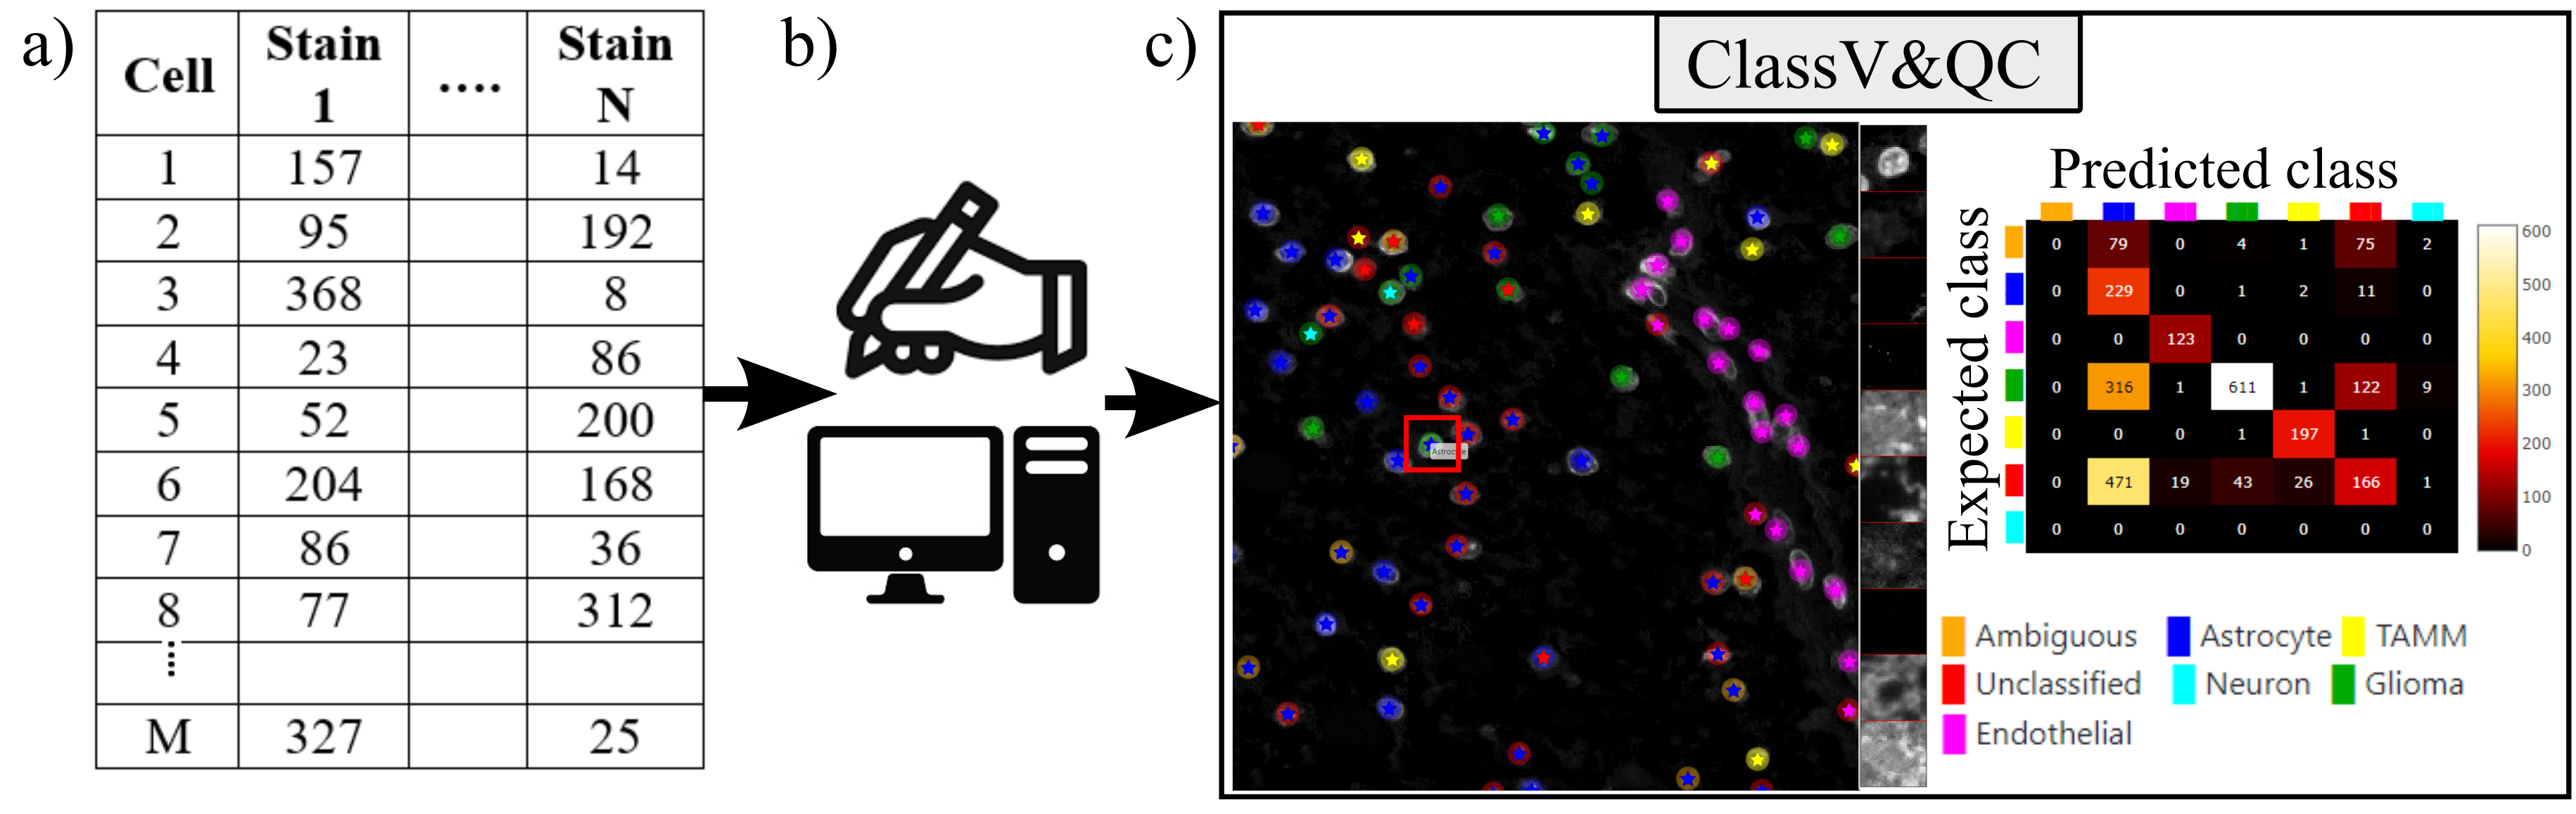 a)
Cell Stain 1 .... Stain N
1 157 14
2 95 192
3 368 8
4 23 86
5 52 200
6 204 168
7 86 36
8 77 312
M 327 25
b)
c)
ClassV&QC
Astrocyte
Predicted class
Expected class
0 79 0 4 1 75 2
0 229 0 1 2 11 0
0 0 123 0 0 0 0
0 316 1 611 1 122 9
0 0 0 1 197 1 0
0 471 19 43 26 166 1
0 0 0 0 0 0 0
600
500
400
300
200
100
0
Ambiguous Astrocyte TAMM
Unclassified Neuron Glioma
Endothelial